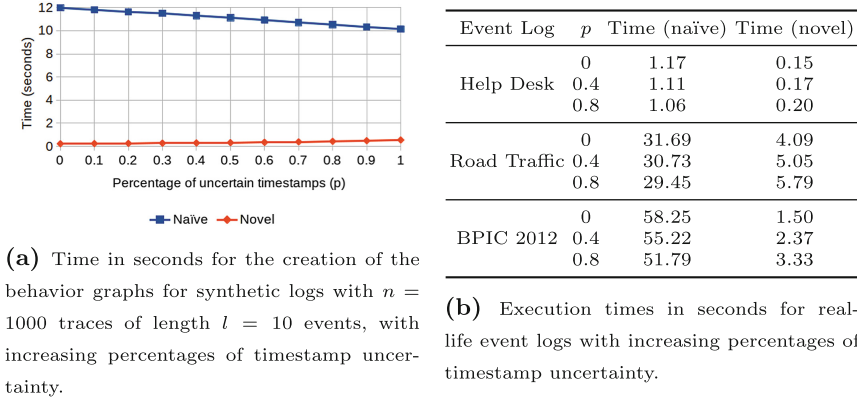 12
10
8
6
4
2
0
Time (seconds)
0 0.1 0.2 0.3 0.4 0.5 0.6 0.7 0.8 0.9 1
Percentage of uncertain timestamps (p)
Naïve Novel
(a) Time in seconds for the creation of the
behavior graphs for synthetic logs with n =
1000 traces of length l = 10 events, with
increasing percentages of timestamp uncer-
tainty.
Event Log p Time (naïve) Time (novel)
0 1.17 0.15
Help Desk 0.4 1.11 0.17
0.8 1.06 0.20
0 31.69 4.09
Road Traffic 0.4 30.73 5.05
0.8 29.45 5.79
0 58.25 1.50
BPIC 2012 0.4 55.22 2.37
0.8 51.79 3.33
(b) Execution times in seconds for real-
life event logs with increasing percentages of
timestamp uncertainty.